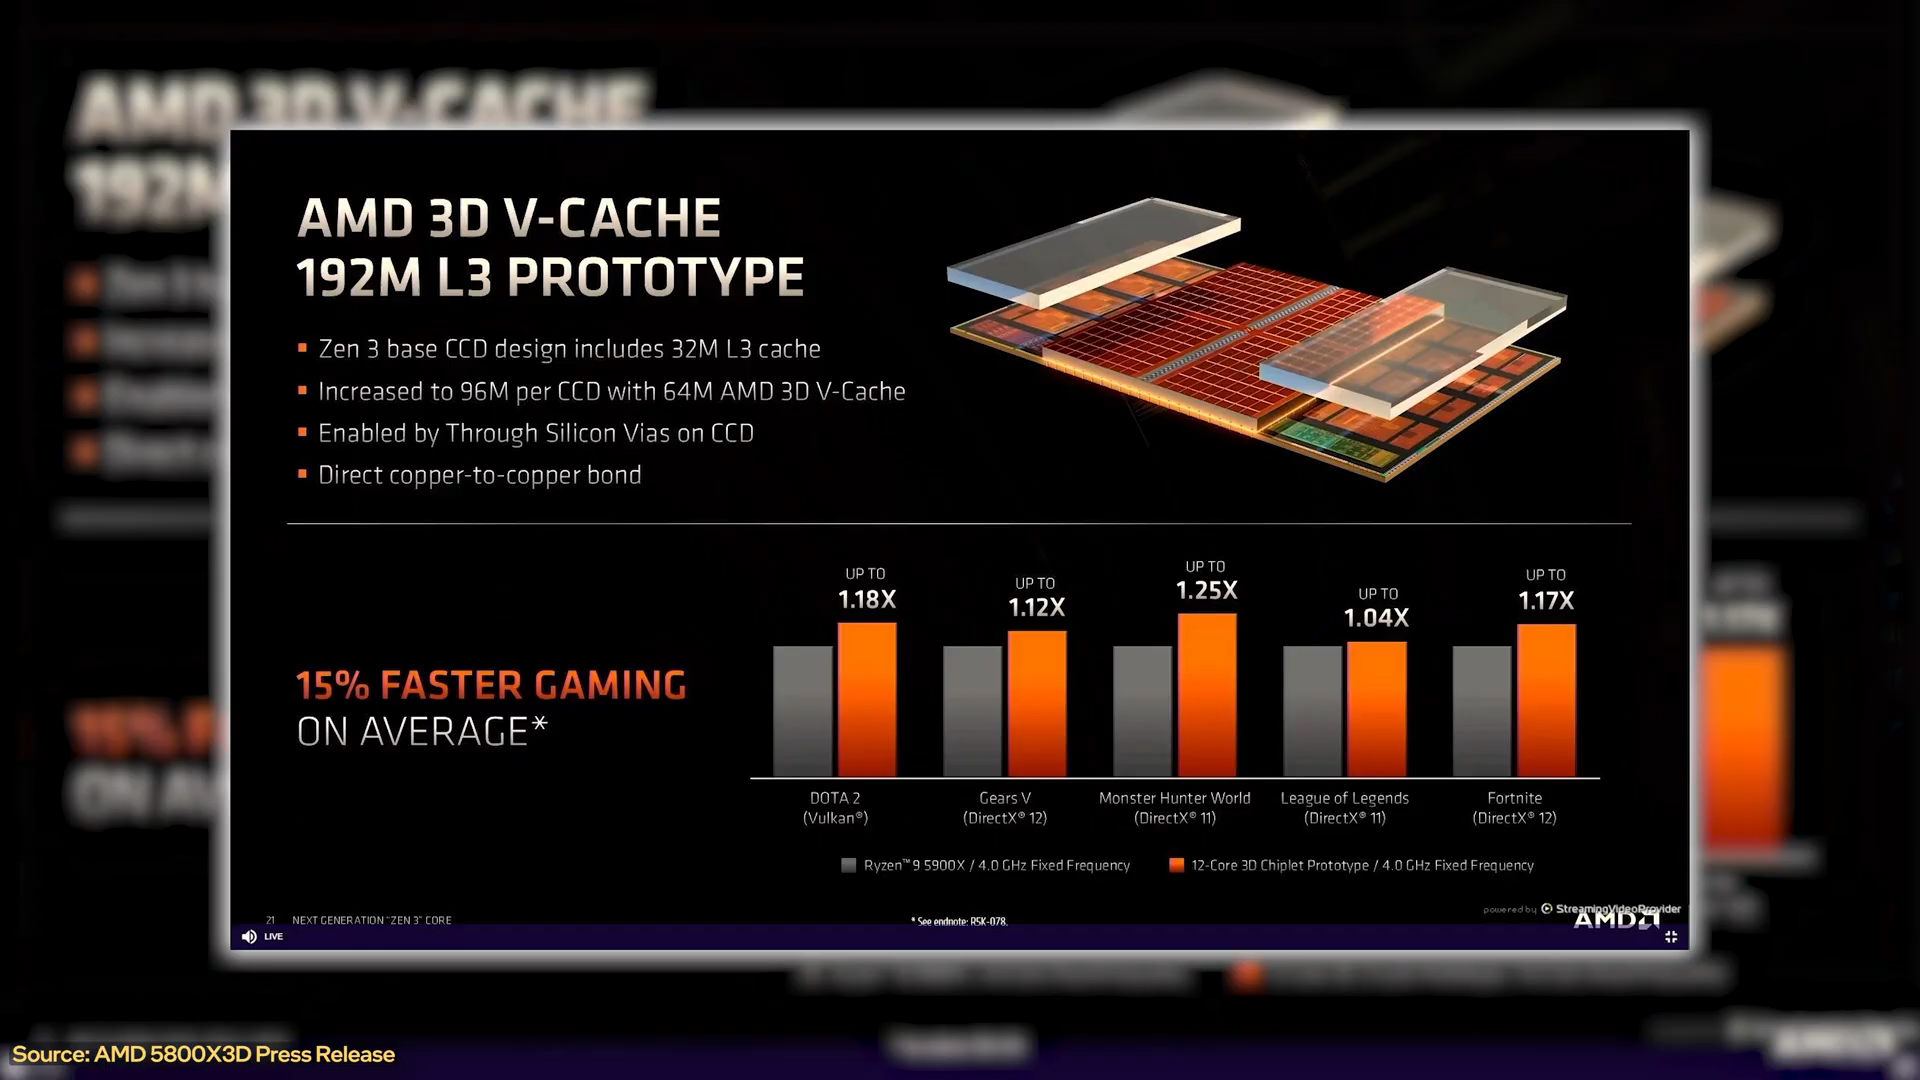 AMD 3D V-CACHE
192M L3 PROTOTYPE
▪ Zen 3 base CCD design includes 32M L3 cache
▪ Increased to 96M per CCD with 64M AMD 3D V-Cache
▪ Enabled by Through Silicon Vias on CCD
▪ Direct copper-to-copper bond
15% FASTER GAMING
ON AVERAGE*
UP TO
1.18X
UP TO
1.12X
UP TO
1.25X
UP TO
1.04X
UP TO
1.17X
DOTA 2
(Vulkan®)
Gears V
(DirectX® 12)
Monster Hunter World
(DirectX® 11)
League of Legends
(DirectX® 11)
Fortnite
(DirectX® 12)
Ryzen™ 9 5900X / 4.0 GHz Fixed Frequency
12-Core 3D Chiplet Prototype / 4.0 GHz Fixed Frequency
21 NEXT GENERATION "ZEN 3" CORE
* See endnote: R5K-078.
powered by StreamingVideoProvider
AMD
LIVE
Source: AMD 5800X3D Press Release
AMD 3D V-CACHE
192M